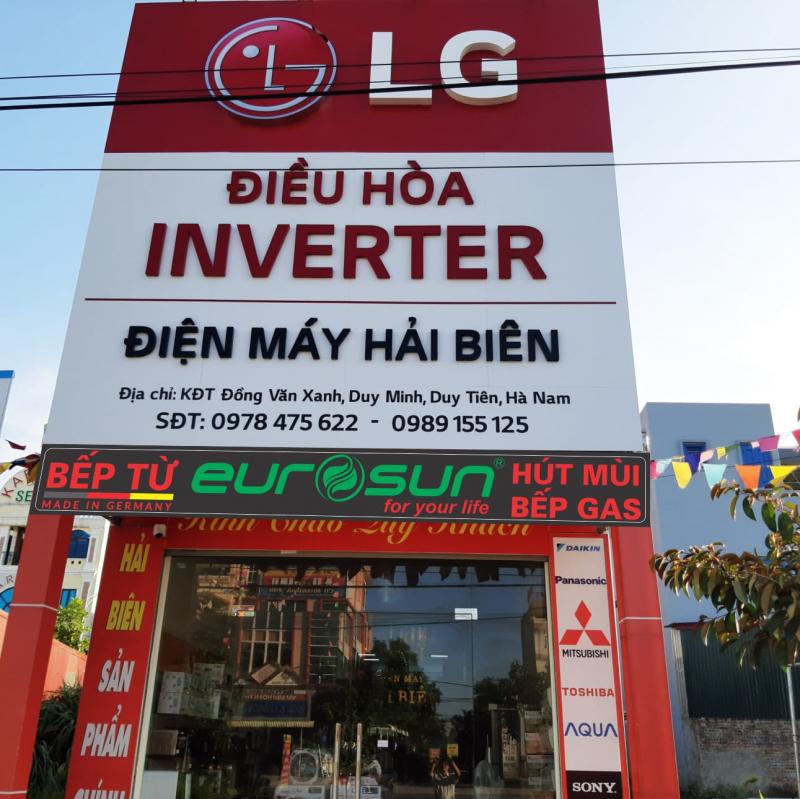 LG
ĐIỀU HÒA
INVERTER
ĐIỆN MÁY HẢI BIÊN
Địa chỉ: KĐT Đồng Văn Xanh, Duy Minh, Duy Tiên, Hà Nam
SĐT: 0978 475 622 - 0989 155 125
BẾP TỪ
MADE IN GERMANY
eurosun®
for your life
HÚT MÙI
BẾP GAS
Kính Chào Quý Khách
HẢI
BIÊN
SẢN
PHẨM
CHÍNH
DAIKIN
Panasonic
MITSUBISHI
TOSHIBA
AQUA
SONY